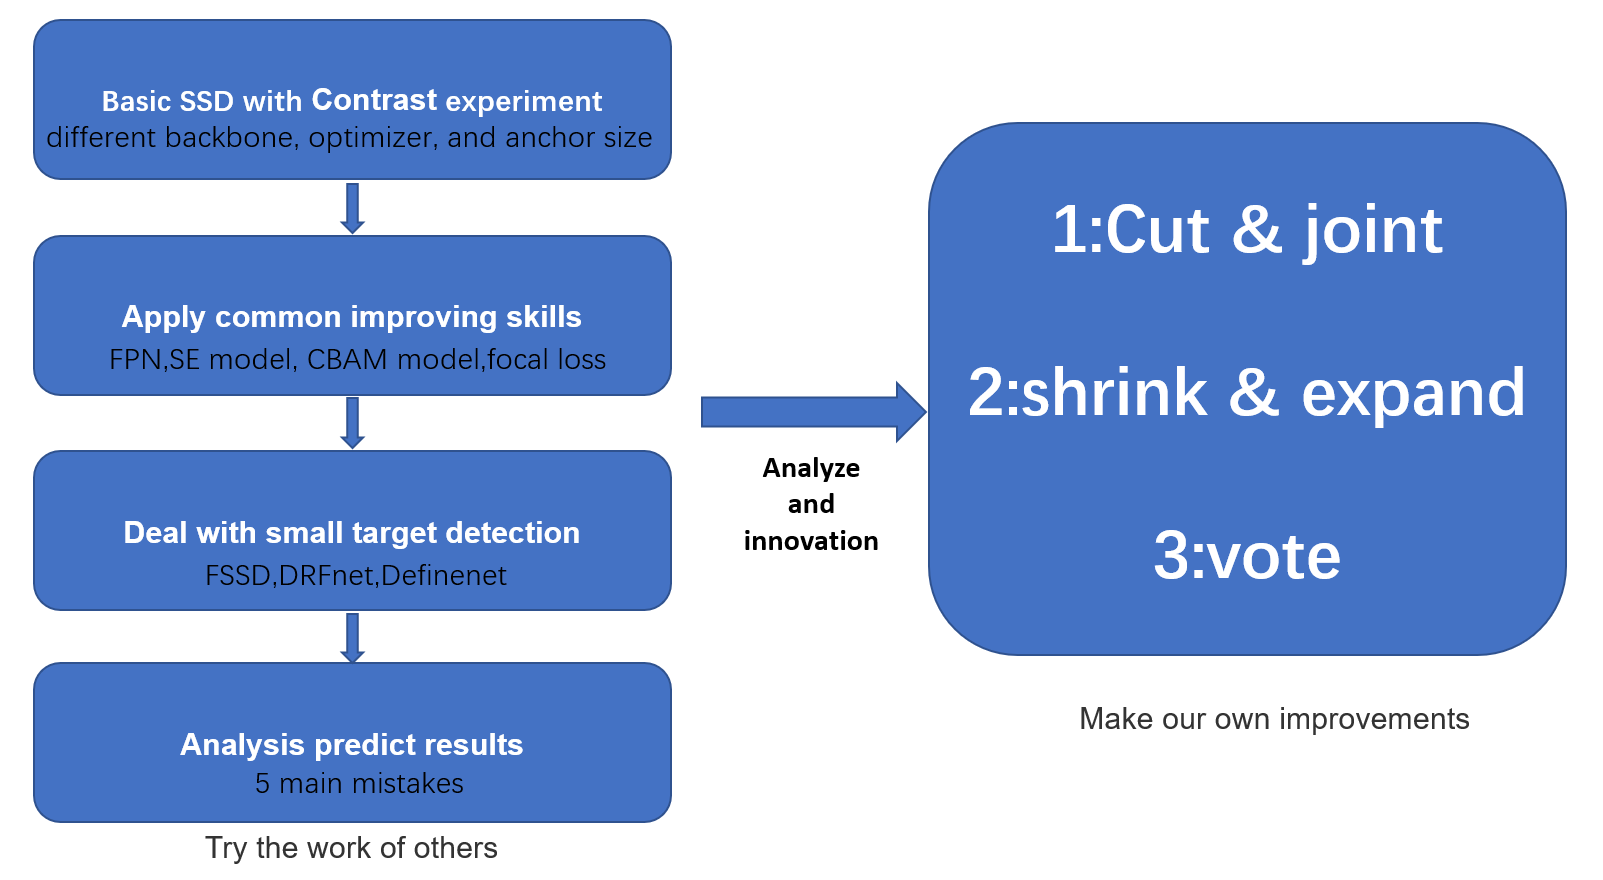 Basic SSD with Contrast experiment
different backbone, optimizer, and anchor size
Apply common improving skills
FPN,SE model, CBAM model,focal loss
Deal with small target detection
FSSD,DRFnet,Definenet
Analysis predict results
5 main mistakes
Try the work of others
Analyze
and
innovation
1:Cut & joint
2:shrink & expand
3:vote
Make our own improvements